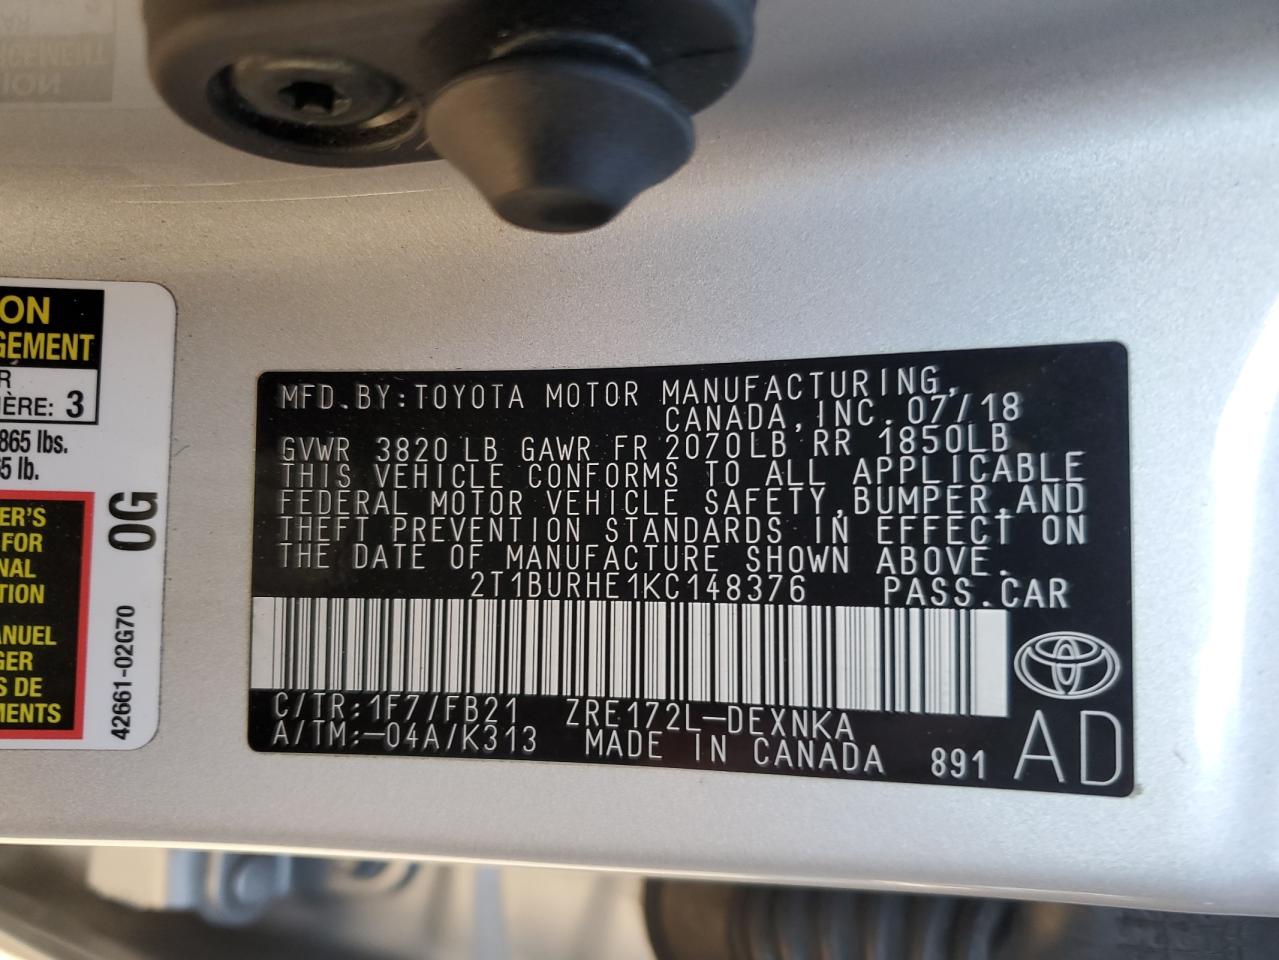 ON
GEMENT
R
IÈRE: 3
865 lbs.
5 lb.
ER'S
FOR
NAL
TION
ANUEL
GER
S DE
MENTS
0G
42661-02G70
MFD.BY:TOYOTA MOTOR MANUFACTURING,
CANADA,INC.07/18
GVWR 3820LB GAWR FR 2070LB RR 1850LB
THIS VEHICLE CONFORMS TO ALL APPLICABLE
FEDERAL MOTOR VEHICLE SAFETY,BUMPER,AND
THEFT PREVENTION STANDARDS IN EFFECT ON
THE DATE OF MANUFACTURE SHOWN ABOVE.
2T1BURHE1KC148376 PASS.CAR
C/TR:1F7/FB21 ZRE172L-DEXNKA
A/TM:-04A/K313 MADE IN CANADA 891 AD